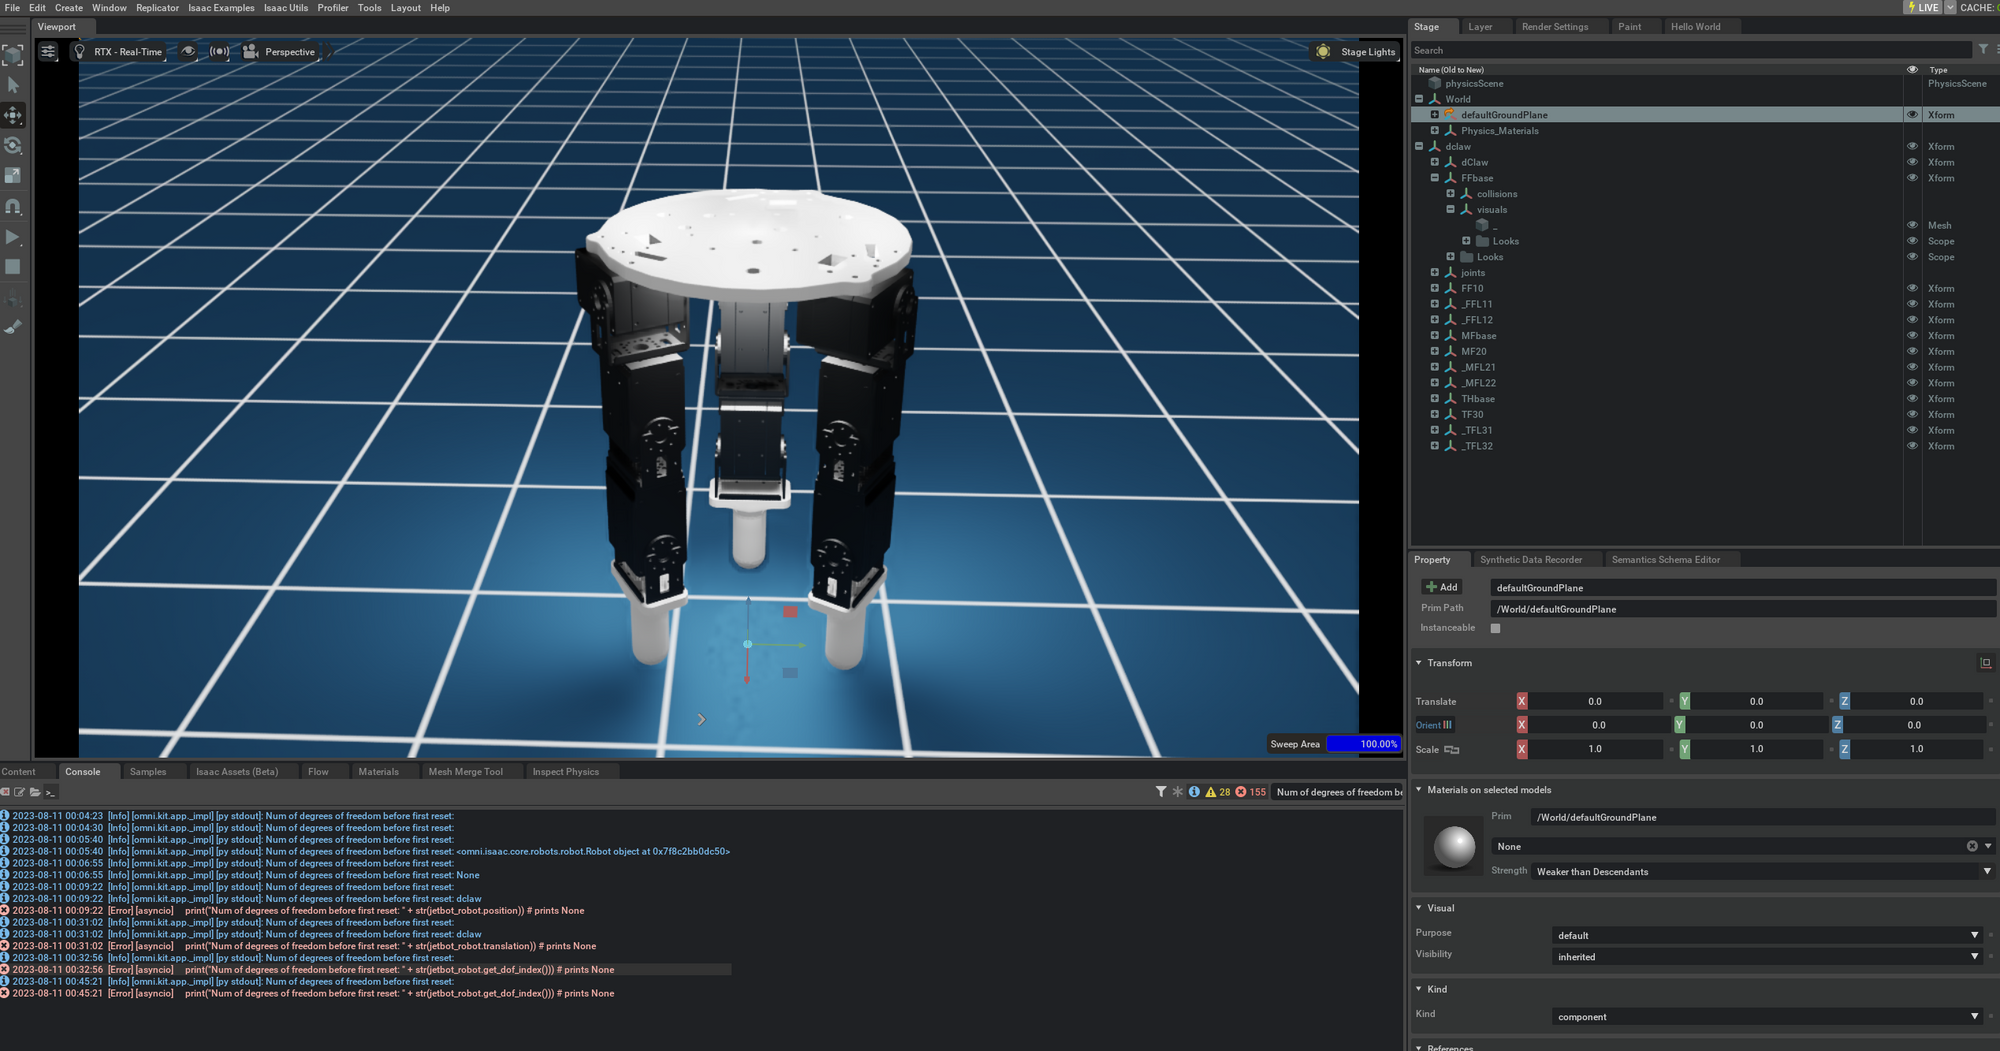 File Edit Create Window Replicator Isaac Examples Isaac Utils Profiler Tools Layout Help
LIVE CACHE:
Viewport
RTX - Real-Time Perspective Stage Lights
Sweep Area 100.00%
Stage Layer Render Settings Paint Hello World
Search
Name (Old to New) Type
physicsScene PhysicsScene
World
defaultGroundPlane Xform
Physics_Materials
dclaw Xform
dClaw Xform
FFbase Xform
collisions
visuals
_ Mesh
Looks Scope
Looks Scope
joints
FF10 Xform
_FFL11 Xform
_FFL12 Xform
MFbase Xform
MF20 Xform
_MFL21 Xform
_MFL22 Xform
THbase Xform
TF30 Xform
_TFL31 Xform
_TFL32 Xform
Property Synthetic Data Recorder Semantics Schema Editor
Add defaultGroundPlane
Prim Path /World/defaultGroundPlane
Instanceable
Transform
Translate X 0.0 Y 0.0 Z 0.0
Orient X 0.0 Y 0.0 Z 0.0
Scale X 1.0 Y 1.0 Z 1.0
Materials on selected models
Prim /World/defaultGroundPlane
None
Strength Weaker than Descendants
Visual
Purpose default
Visibility inherited
Kind
Kind component
References
Content Console Samples Isaac Assets (Beta) Flow Materials Mesh Merge Tool Inspect Physics
28 155 Num of degrees of freedom be
2023-08-11 00:04:23 [Info] [omni.kit.app._impl] [py stdout]: Num of degrees of freedom before first reset:
2023-08-11 00:04:30 [Info] [omni.kit.app._impl] [py stdout]: Num of degrees of freedom before first reset:
2023-08-11 00:05:40 [Info] [omni.kit.app._impl] [py stdout]: Num of degrees of freedom before first reset:
2023-08-11 00:05:40 [Info] [omni.kit.app._impl] [py stdout]: Num of degrees of freedom before first reset: <omni.isaac.core.robots.robot.Robot object at 0x7f8c2bb0dc50>
2023-08-11 00:06:55 [Info] [omni.kit.app._impl] [py stdout]: Num of degrees of freedom before first reset:
2023-08-11 00:06:55 [Info] [omni.kit.app._impl] [py stdout]: Num of degrees of freedom before first reset: None
2023-08-11 00:09:22 [Info] [omni.kit.app._impl] [py stdout]: Num of degrees of freedom before first reset:
2023-08-11 00:09:22 [Info] [omni.kit.app._impl] [py stdout]: Num of degrees of freedom before first reset: dclaw
2023-08-11 00:09:22 [Error] [asyncio] print("Num of degrees of freedom before first reset: " + str(jetbot_robot.position)) # prints None
2023-08-11 00:31:02 [Info] [omni.kit.app._impl] [py stdout]: Num of degrees of freedom before first reset:
2023-08-11 00:31:02 [Info] [omni.kit.app._impl] [py stdout]: Num of degrees of freedom before first reset: dclaw
2023-08-11 00:31:02 [Error] [asyncio] print("Num of degrees of freedom before first reset: " + str(jetbot_robot.translation)) # prints None
2023-08-11 00:32:56 [Info] [omni.kit.app._impl] [py stdout]: Num of degrees of freedom before first reset:
2023-08-11 00:32:56 [Error] [asyncio] print("Num of degrees of freedom before first reset: " + str(jetbot_robot.get_dof_index())) # prints None
2023-08-11 00:45:21 [Info] [omni.kit.app._impl] [py stdout]: Num of degrees of freedom before first reset:
2023-08-11 00:45:21 [Error] [asyncio] print("Num of degrees of freedom before first reset: " + str(jetbot_robot.get_dof_index())) # prints None